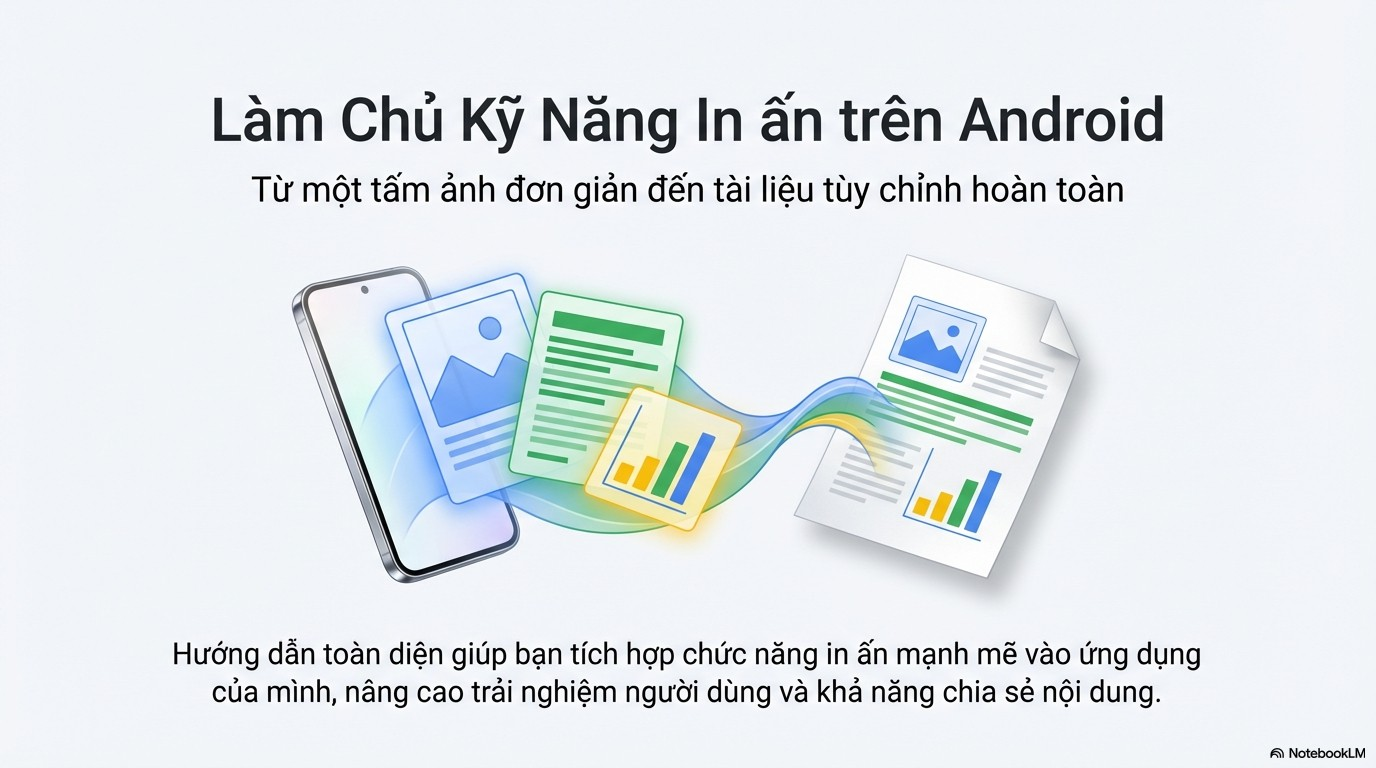 Làm Chủ Kỹ Năng In ấn trên Android
Từ một tấm ảnh đơn giản đến tài liệu tùy chỉnh hoàn toàn
Hướng dẫn toàn diện giúp bạn tích hợp chức năng in ấn mạnh mẽ vào ứng dụng
của mình, nâng cao trải nghiệm người dùng và khả năng chia sẻ nội dung.
NotebookLM